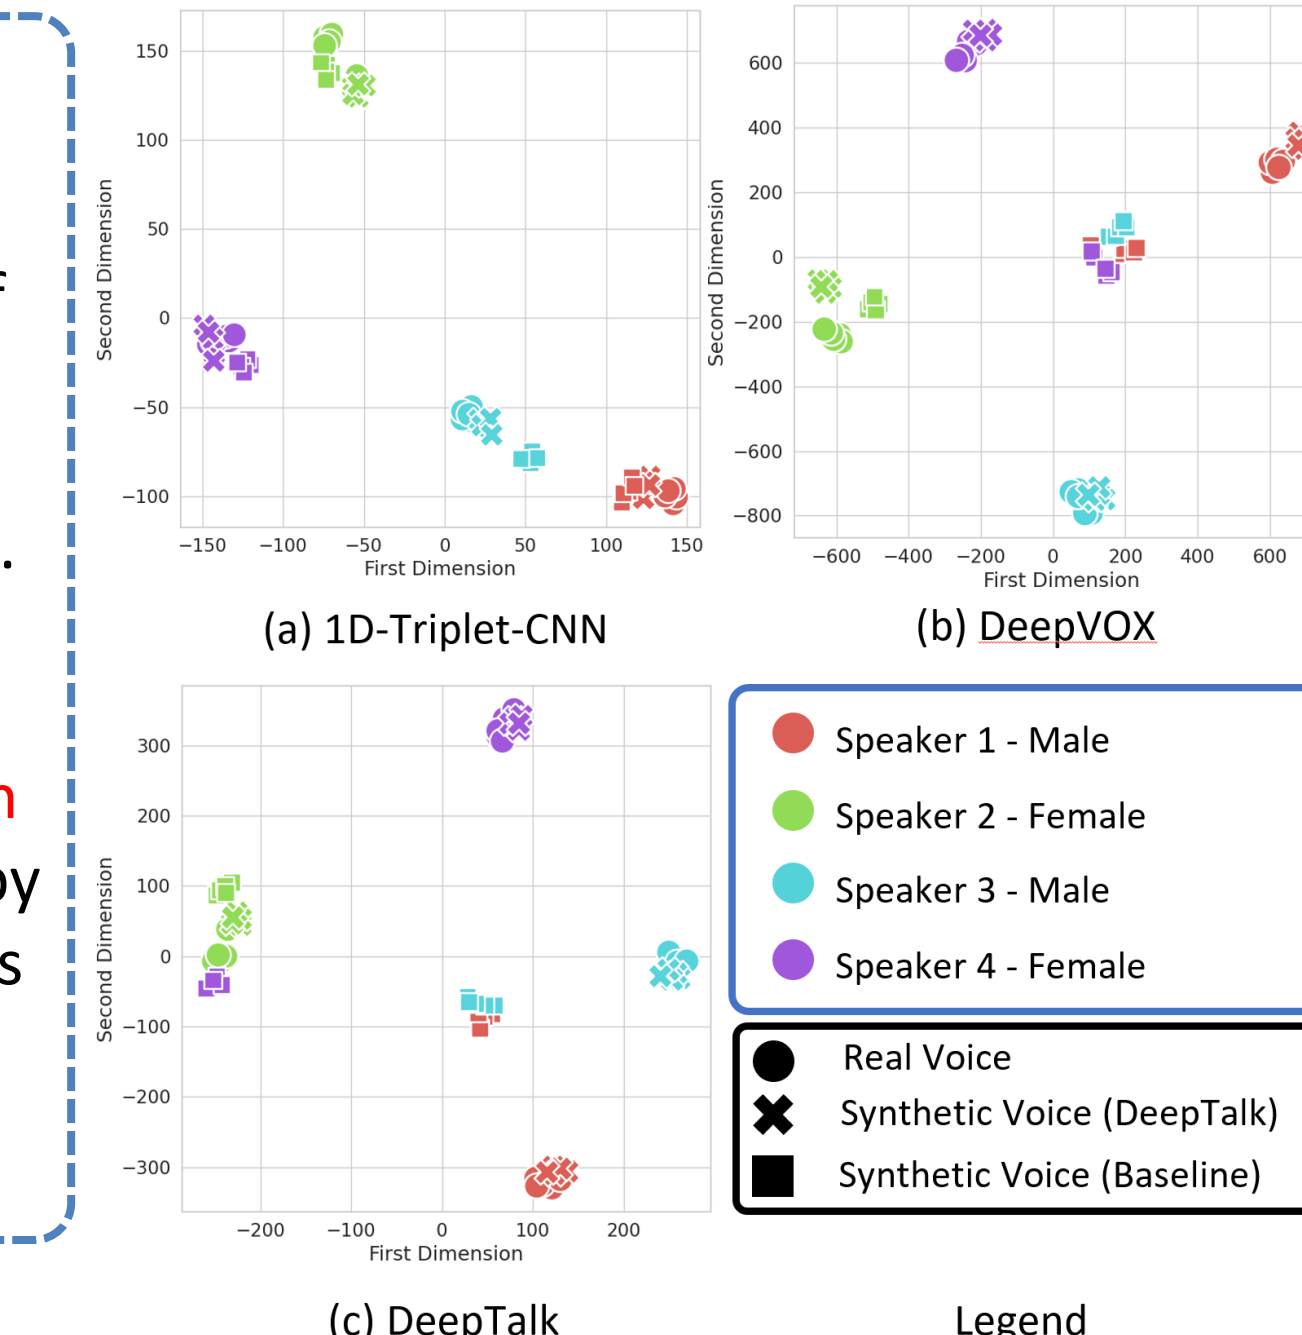 f
.
n
by
s
150
100
50
0
−50
−100
Second Dimension
−150 −100 −50 0 50 100 150
First Dimension
(a) 1D-Triplet-CNN
600
400
200
0
−200
−400
−600
−800
Second Dimension
−600 −400 −200 0 200 400 600
First Dimension
(b) DeepVOX
300
200
100
0
−100
−200
−300
Second Dimension
−200 −100 0 100 200
First Dimension
(c) DeepTalk
Speaker 1 - Male
Speaker 2 - Female
Speaker 3 - Male
Speaker 4 - Female
Real Voice
Synthetic Voice (DeepTalk)
Synthetic Voice (Baseline)
Legend